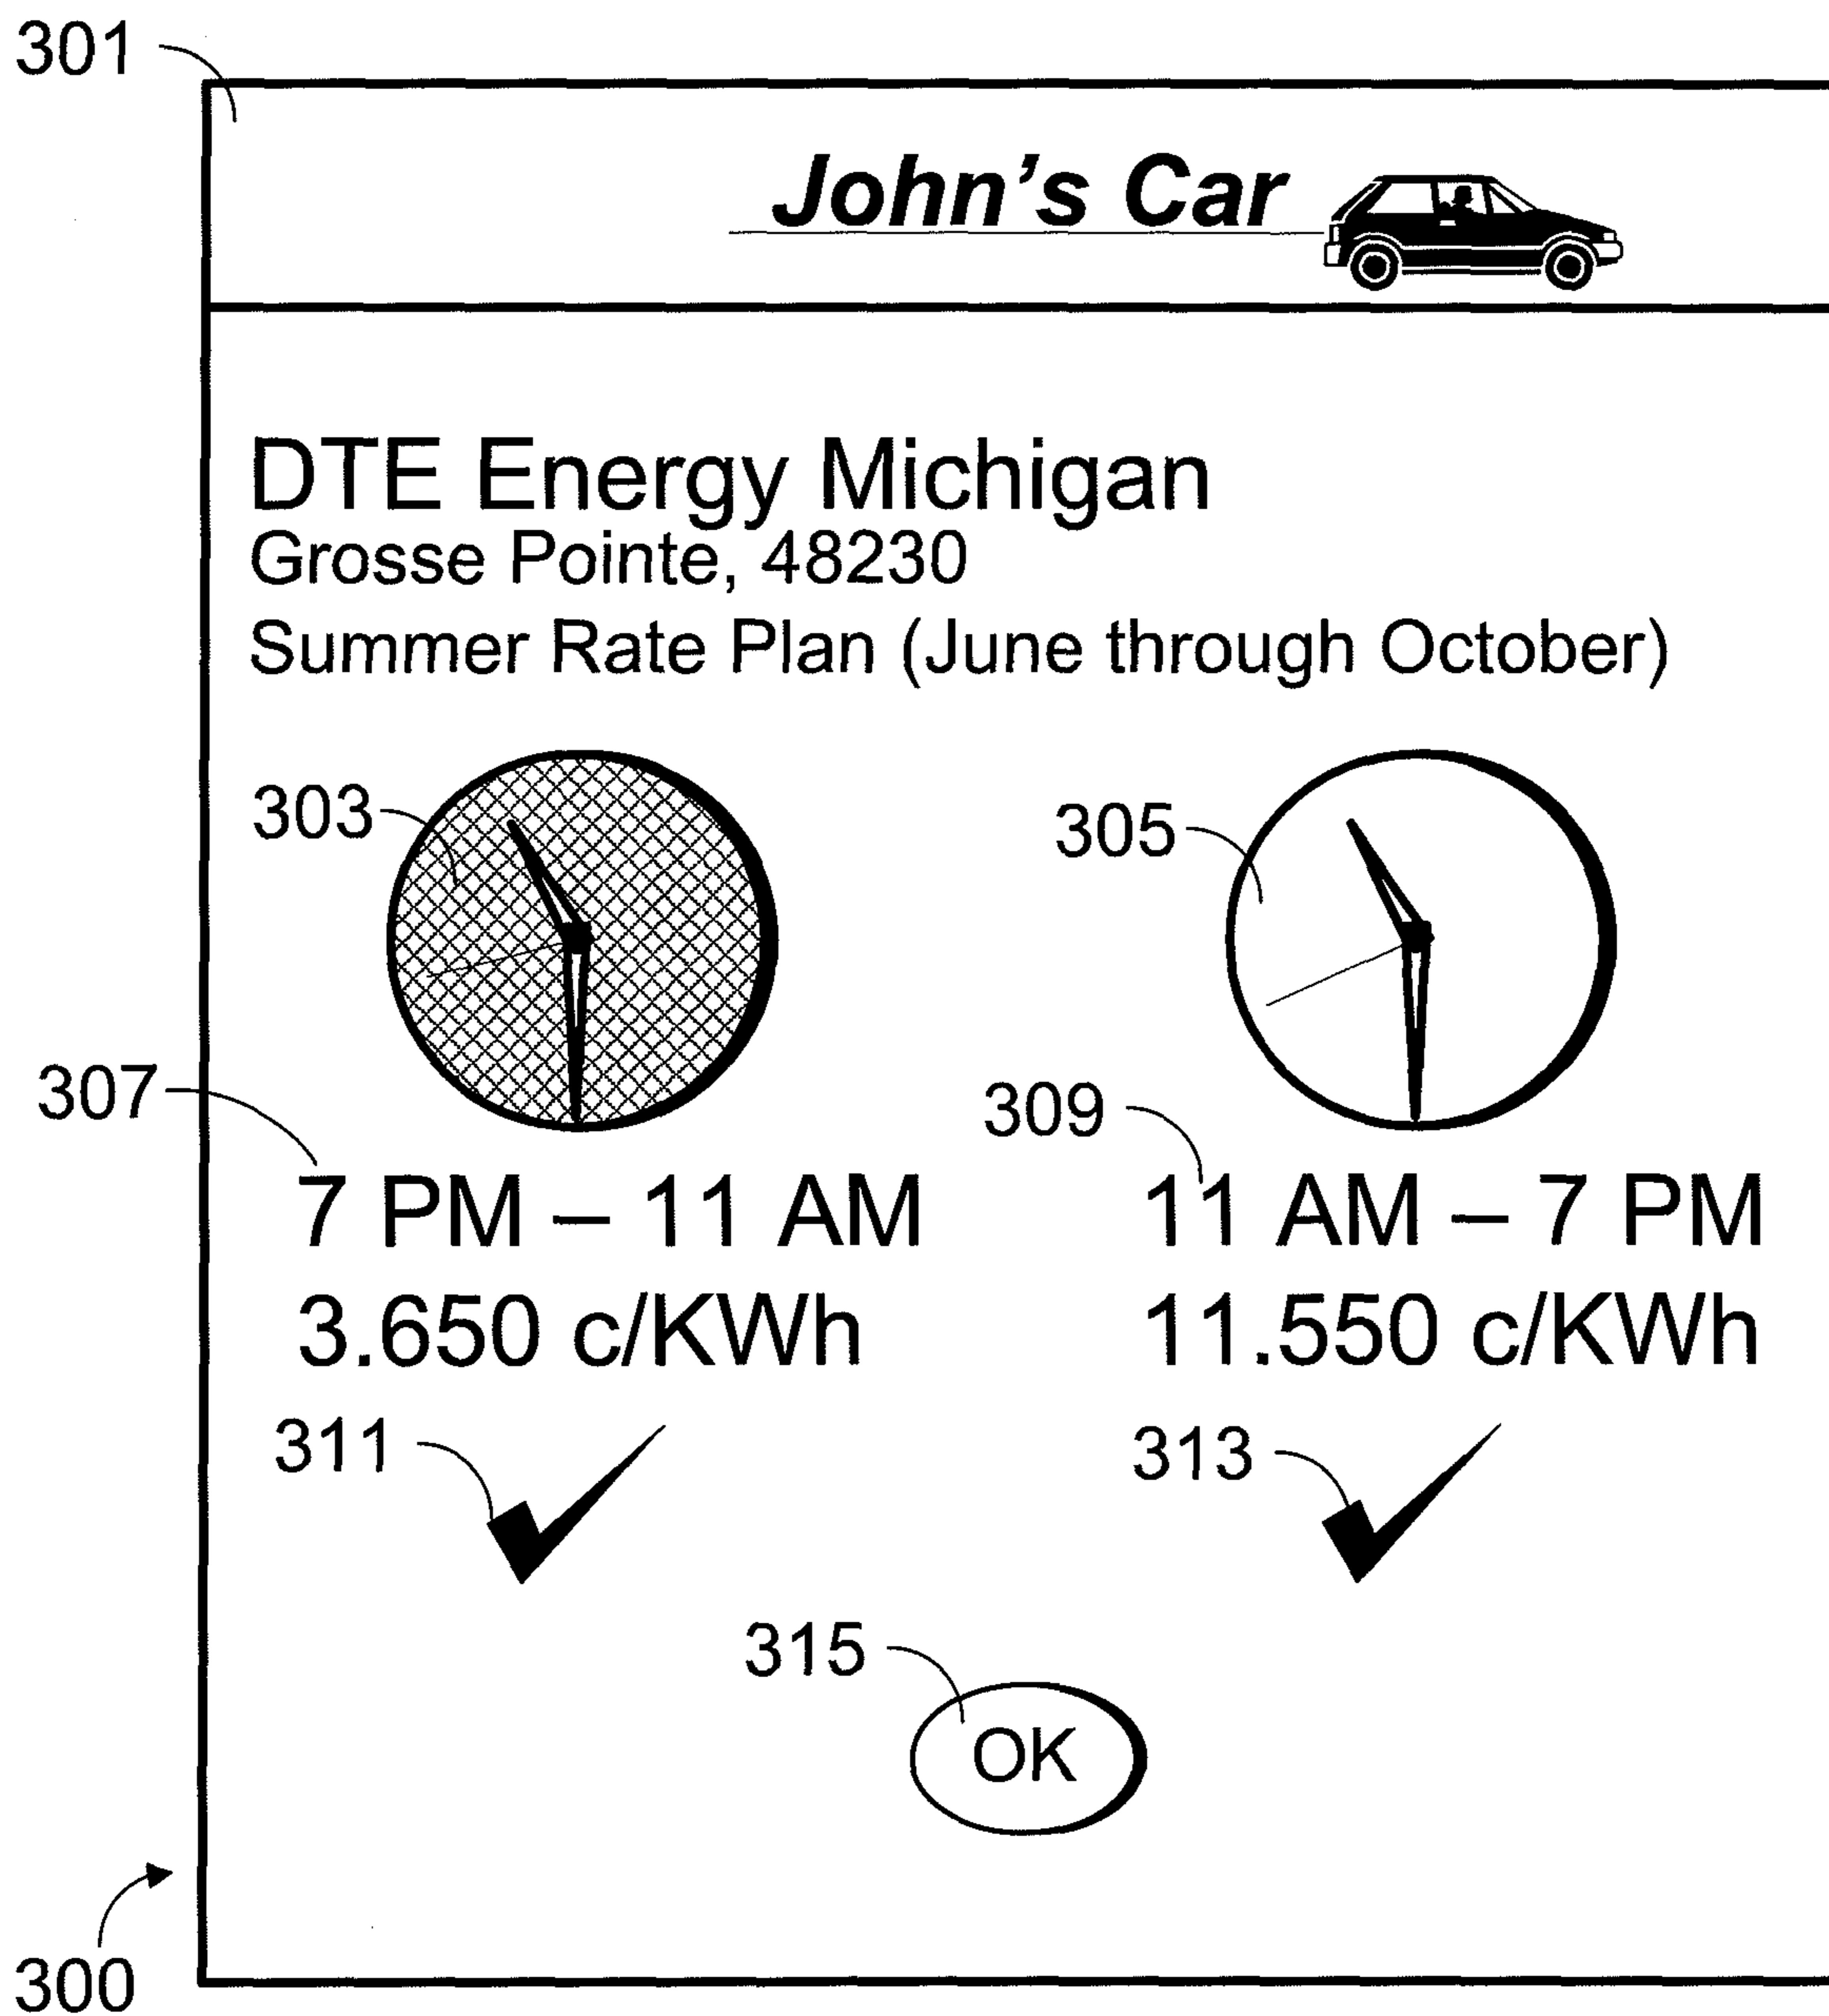 301
John's Car
DTE Energy Michigan
Grosse Pointe, 48230
Summer Rate Plan (June through October)
303
305
307
309
7 PM – 11 AM
11 AM – 7 PM
3.650 c/KWh
11.550 c/KWh
311
313
315
OK
300